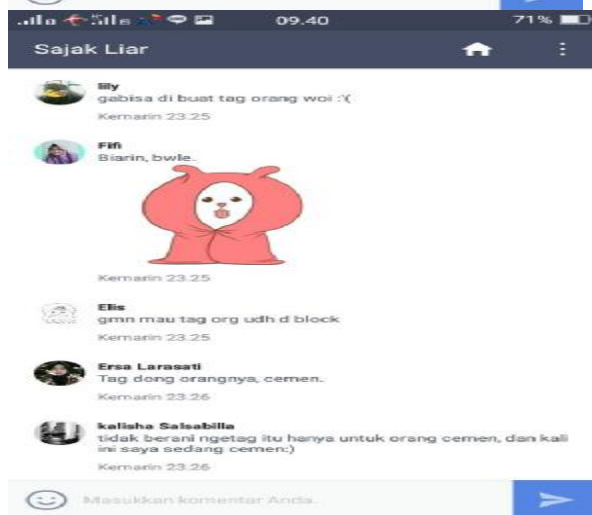 09.40
71%
Sajak Liar
lily
gabisa di buat tag orang woi :'(
Kemarin 23.25
Fifi
Biarin, bwle.
Kemarin 23.25
Elis
gmn mau tag org udh d block
Kemarin 23.25
Ersa Larasati
Tag dong orangnya, cemen.
Kemarin 23.26
kalisha Salsabilla
tidak berani ngetag itu hanya untuk orang cemen, dan kali
ini saya sedang cemen:)
Kemarin 23.26
Masukkan komentar Anda.